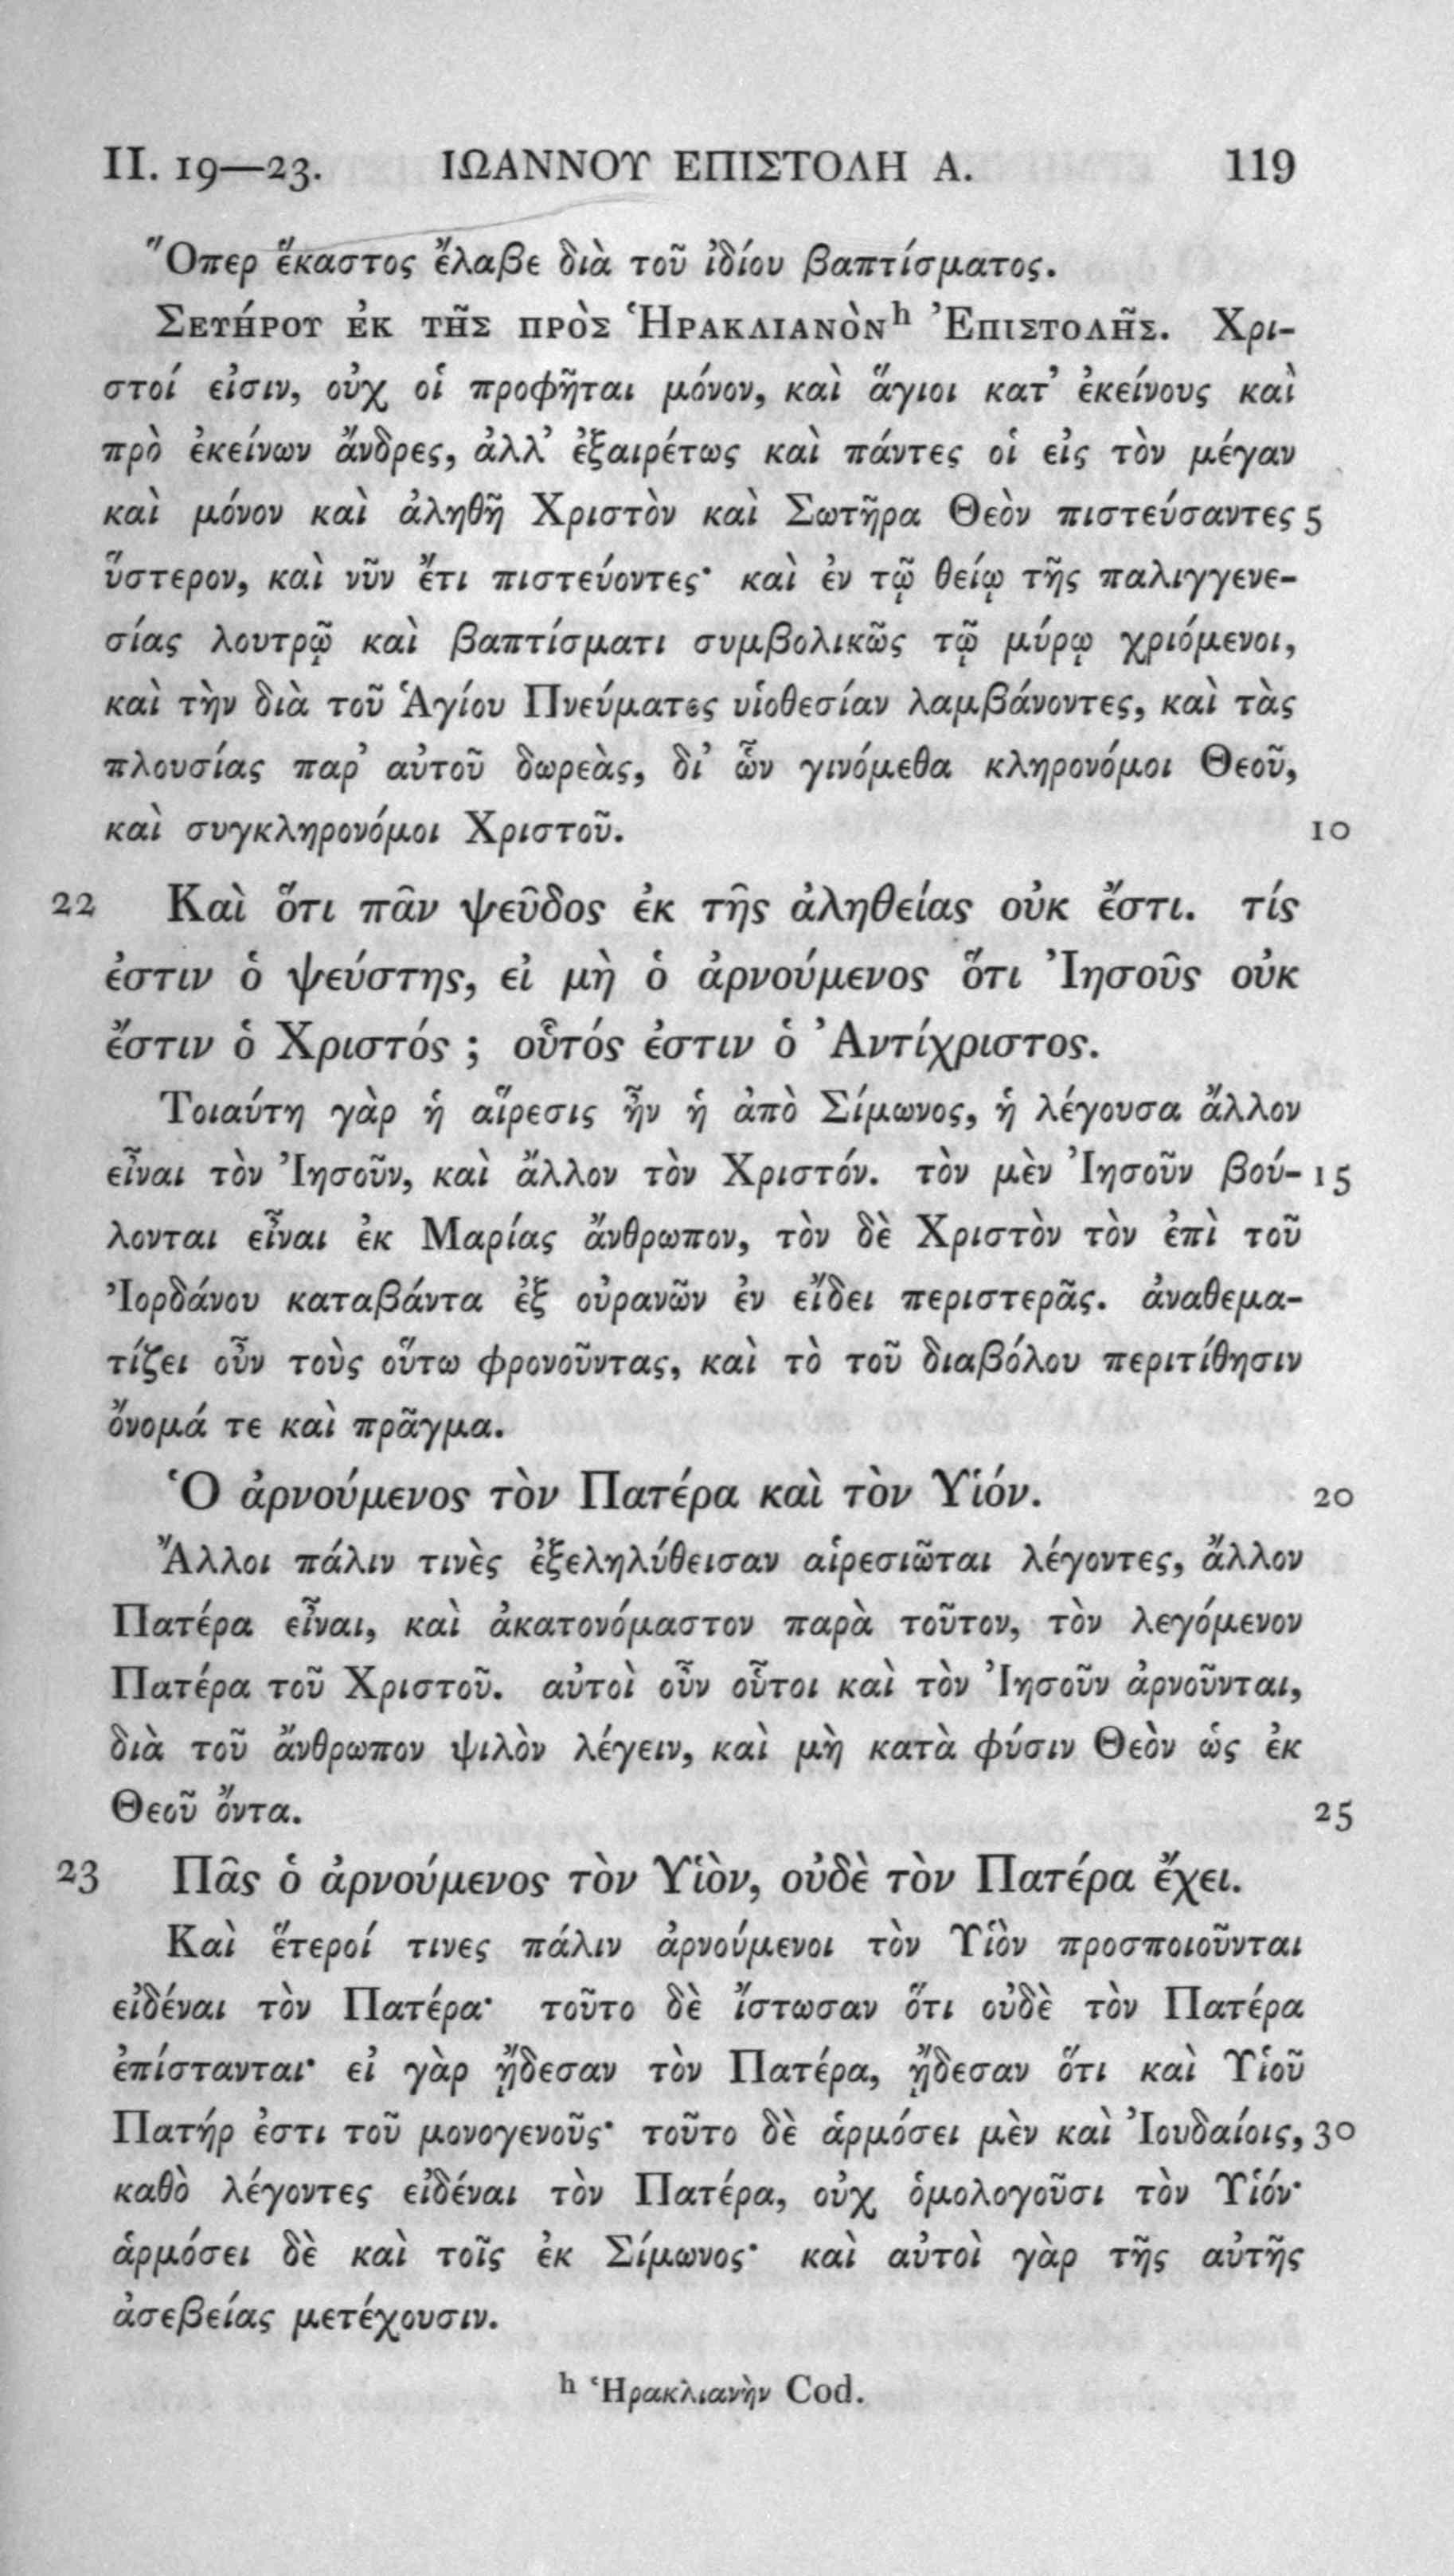 II. 19—23. ΙΩΑΝΝΟΥ ΕΠΙΣΤΟΛΗ Α. 119
Ὅπερ ἕκαστος ἔλαβε διὰ τοῦ ἰδίου βαπτίσματος.
ΣΕΥΉΡΟΥ ἘΚ ΤΗ͂Σ ΠΡῸΣ ἩΡΑΚΛΙΑΝῸΝʰ ἘΠΙΣΤΟΛΗ͂Σ. Χρι-
στοί εἰσιν, οὐχ οἱ προφῆται μόνον, καὶ ἅγιοι κατ’ ἐκείνους καὶ
πρὸ ἐκείνων ἄνδρες, ἀλλ’ ἐξαιρέτως καὶ πάντες οἱ εἰς τὸν μέγαν
καὶ μόνον καὶ ἀληθῆ Χριστὸν καὶ Σωτῆρα Θεὸν πιστεύσαντες 5
ὕστερον, καὶ νῦν ἔτι πιστεύοντες· καὶ ἐν τῷ θείῳ τῆς παλιγγενε-
σίας λουτρῷ καὶ βαπτίσματι συμβολικῶς τῷ μύρῳ χριόμενοι,
καὶ τὴν διὰ τοῦ Ἁγίου Πνεύματος υἱοθεσίαν λαμβάνοντες, καὶ τὰς
πλουσίας παρ’ αὐτοῦ δωρεὰς, δι’ ὧν γινόμεθα κληρονόμοι Θεοῦ,
καὶ συγκληρονόμοι Χριστοῦ. 10
22 Καὶ ὅτι πᾶν ψεῦδος ἐκ τῆς ἀληθείας οὐκ ἔστι. τίς
ἐστιν ὁ ψεύστης, εἰ μὴ ὁ ἀρνούμενος ὅτι Ἰησοῦς οὐκ
ἔστιν ὁ Χριστός ; οὗτός ἐστιν ὁ Ἀντίχριστος.
Τοιαύτη γὰρ ἡ αἵρεσις ἦν ἡ ἀπὸ Σίμωνος, ἡ λέγουσα ἄλλον
εἶναι τὸν Ἰησοῦν, καὶ ἄλλον τὸν Χριστόν. τὸν μὲν Ἰησοῦν βού- 15
λονται εἶναι ἐκ Μαρίας ἄνθρωπον, τὸν δὲ Χριστὸν τὸν ἐπὶ τοῦ
Ἰορδάνου καταβάντα ἐξ οὐρανῶν ἐν εἴδει περιστερᾶς. ἀναθεμα-
τίζει οὖν τοὺς οὕτω φρονοῦντας, καὶ τὸ τοῦ διαβόλου περιτίθησιν
ὄνομά τε καὶ πρᾶγμα.
Ὁ ἀρνούμενος τὸν Πατέρα καὶ τὸν Υἱόν. 20
Ἄλλοι πάλιν τινὲς ἐξεληλύθεισαν αἱρεσιῶται λέγοντες, ἄλλον
Πατέρα εἶναι, καὶ ἀκατονόμαστον παρὰ τοῦτον, τὸν λεγόμενον
Πατέρα τοῦ Χριστοῦ. αὐτοὶ οὖν οὗτοι καὶ τὸν Ἰησοῦν ἀρνοῦνται,
διὰ τοῦ ἄνθρωπον ψιλὸν λέγειν, καὶ μὴ κατὰ φύσιν Θεὸν ὡς ἐκ
Θεοῦ ὄντα. 25
23 Πᾶς ὁ ἀρνούμενος τὸν Υἱὸν, οὐδὲ τὸν Πατέρα ἔχει.
Καὶ ἕτεροί τινες πάλιν ἀρνούμενοι τὸν Υἱὸν προσποιοῦνται
εἰδέναι τὸν Πατέρα· τοῦτο δὲ ἴστωσαν ὅτι οὐδὲ τὸν Πατέρα
ἐπίστανται· εἰ γὰρ ᾔδεσαν τὸν Πατέρα, ᾔδεσαν ὅτι καὶ Υἱοῦ
Πατήρ ἐστι τοῦ μονογενοῦς· τοῦτο δὲ ἁρμόσει μὲν καὶ Ἰουδαίοις, 30
καθὸ λέγοντες εἰδέναι τὸν Πατέρα, οὐχ ὁμολογοῦσι τὸν Υἱόν·
ἁρμόσει δὲ καὶ τοῖς ἐκ Σίμωνος· καὶ αὐτοὶ γὰρ τῆς αὐτῆς
ἀσεβείας μετέχουσιν.
ʰ Ἡρακλιανὴν Cod.